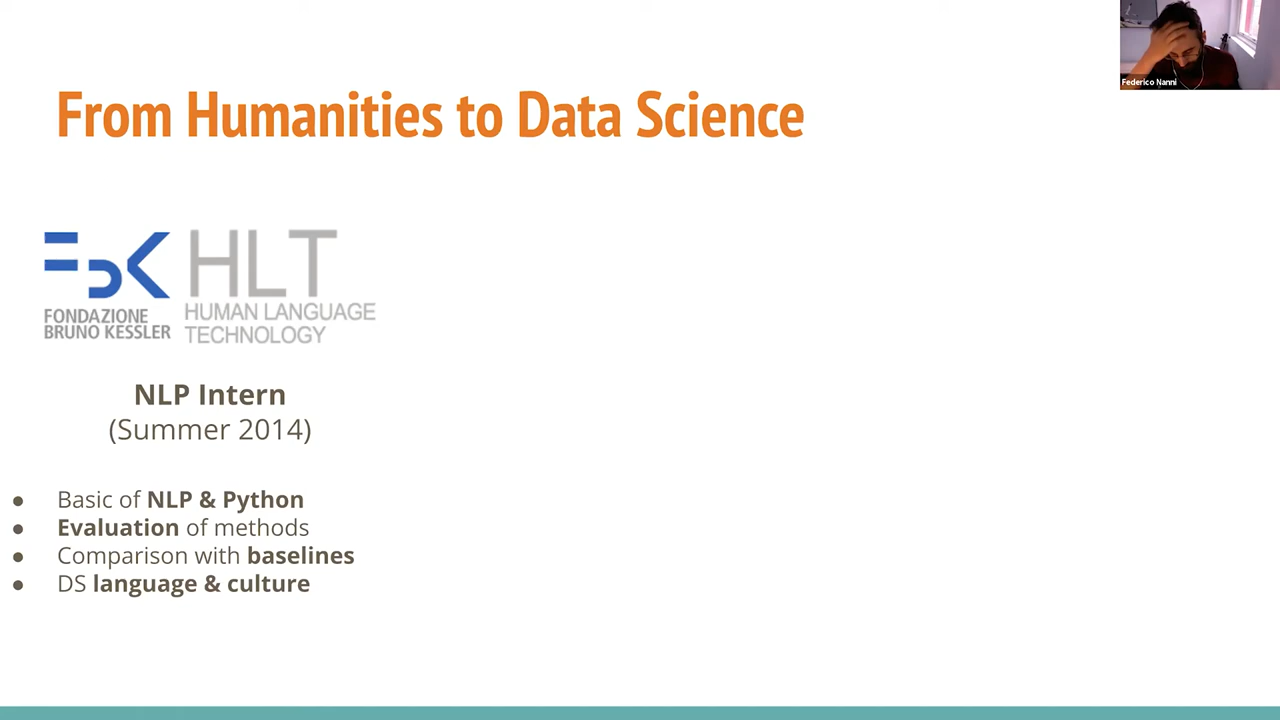 Federico Nanni
From Humanities to Data Science
FBK HLT
FONDAZIONE
BRUNO KESSLER
HUMAN LANGUAGE
TECHNOLOGY
NLP Intern
(Summer 2014)
● Basic of NLP & Python
● Evaluation of methods
● Comparison with baselines
● DS language & culture